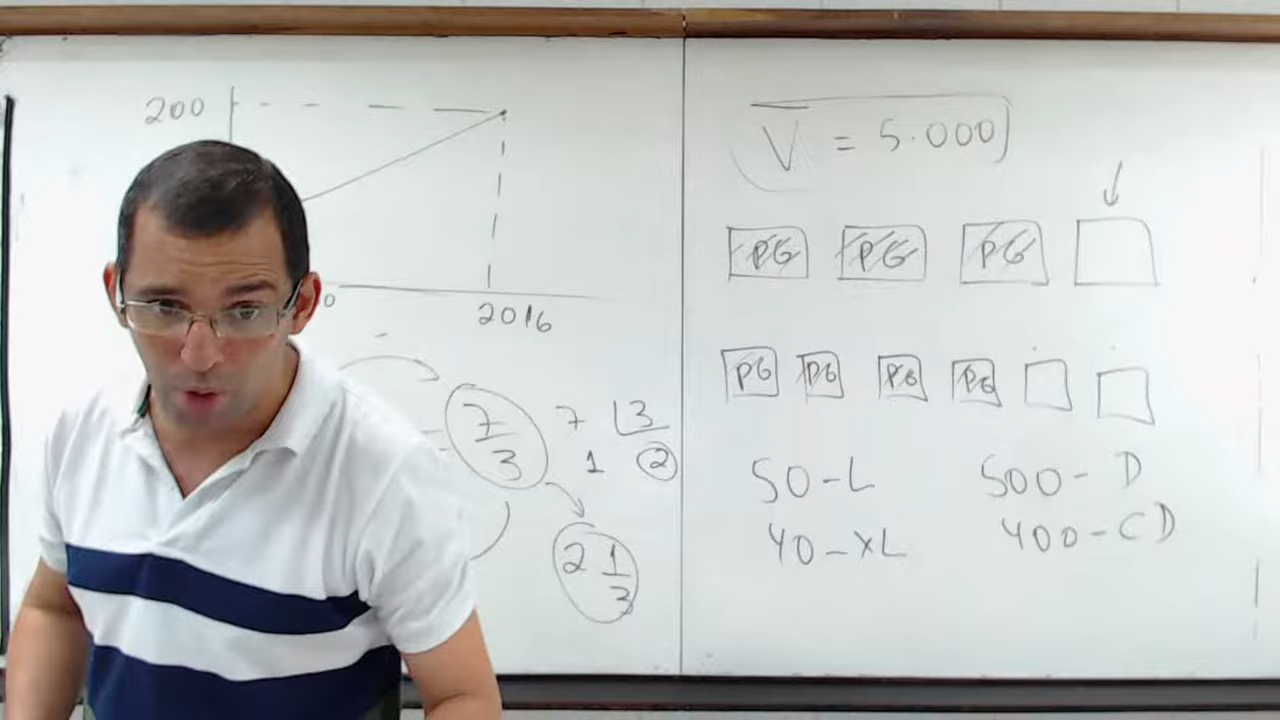 200
0 2016
7/3
7 3
1 2
2 1/3
V̅ = 5.000
PG PG PG
PG PG PG PG
50 - L
40 - XL
500 - D
400 - CD